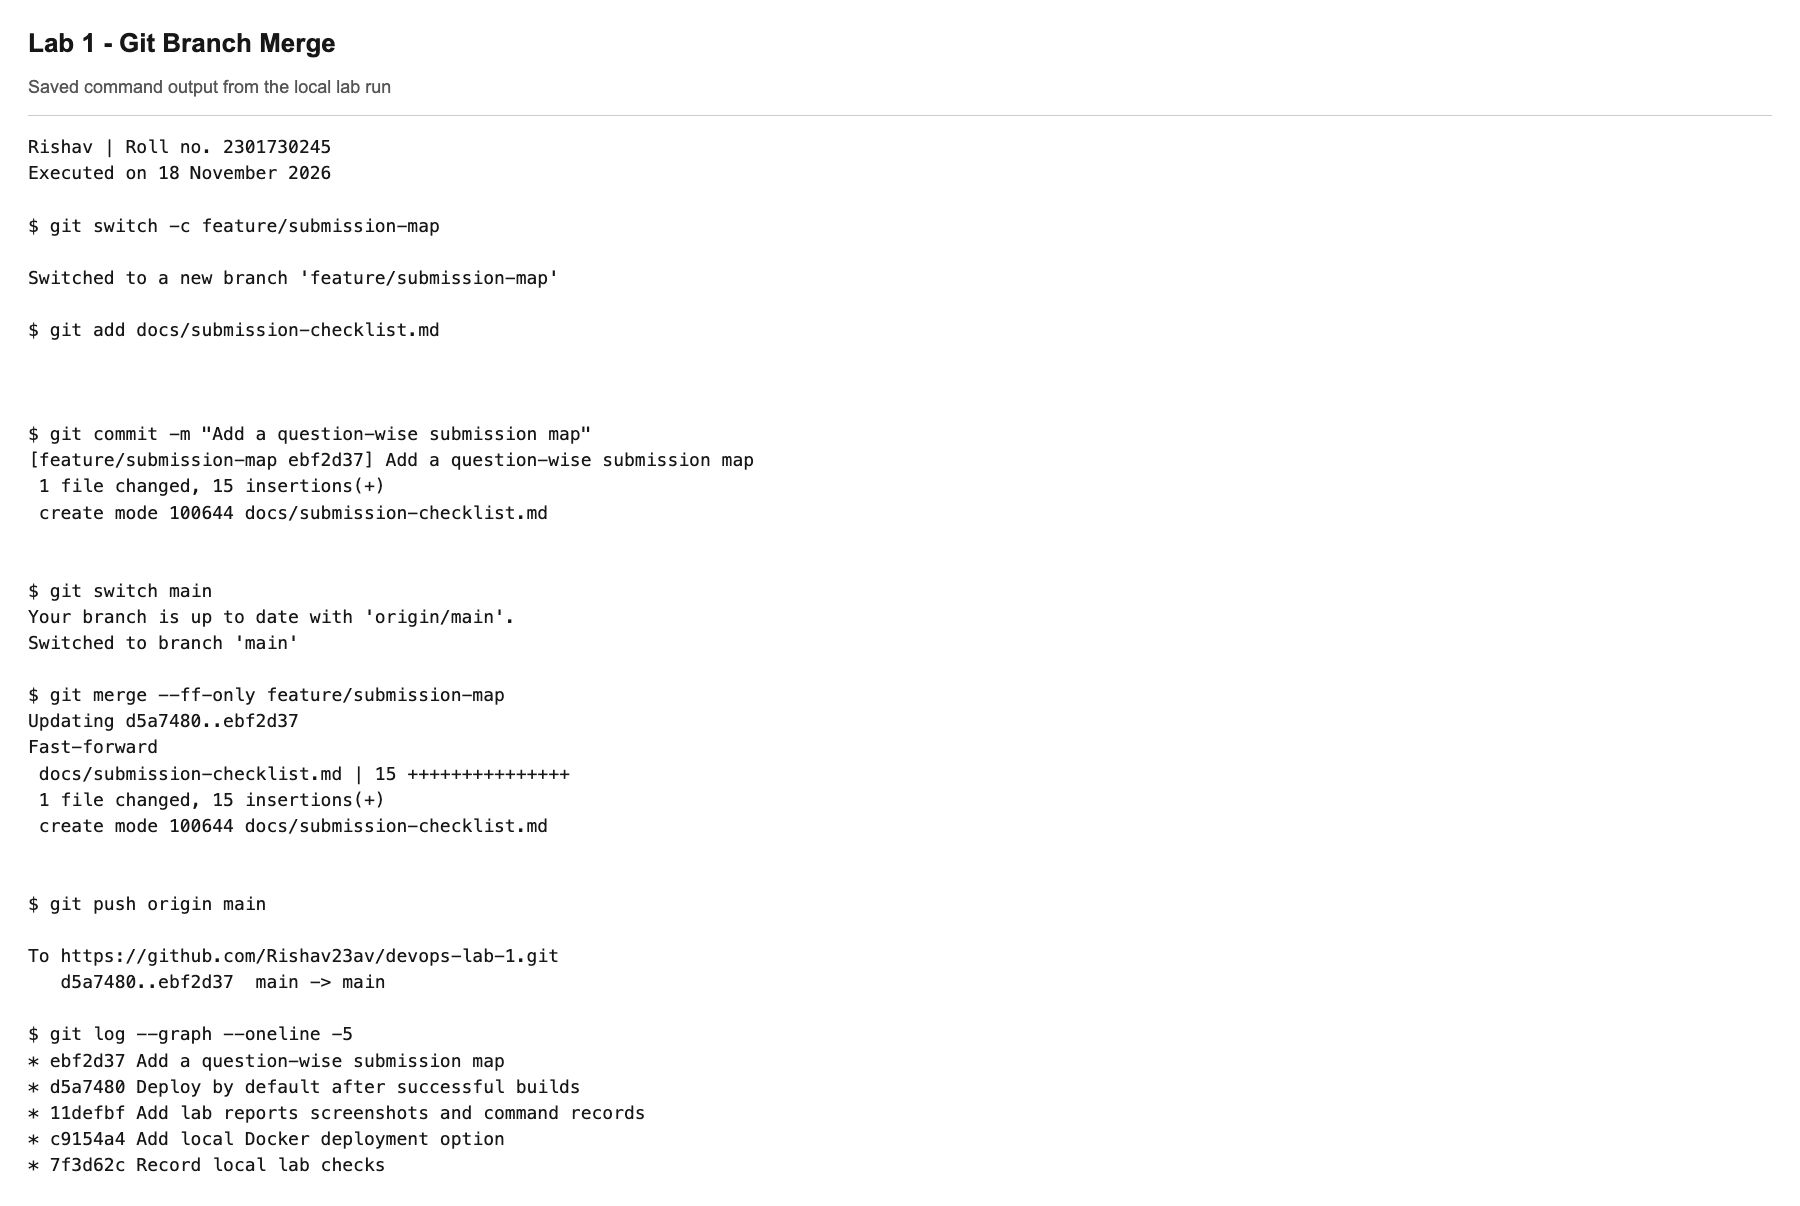 Lab 1 - Git Branch Merge
Saved command output from the local lab run
Rishav | Roll no. 2301730245
Executed on 18 November 2026
$ git switch -c feature/submission-map
Switched to a new branch 'feature/submission-map'
$ git add docs/submission-checklist.md
$ git commit -m "Add a question-wise submission map"
[feature/submission-map ebf2d37] Add a question-wise submission map
 1 file changed, 15 insertions(+)
 create mode 100644 docs/submission-checklist.md
$ git switch main
Your branch is up to date with 'origin/main'.
Switched to branch 'main'
$ git merge --ff-only feature/submission-map
Updating d5a7480..ebf2d37
Fast-forward
 docs/submission-checklist.md | 15 +++++++++++++++
 1 file changed, 15 insertions(+)
 create mode 100644 docs/submission-checklist.md
$ git push origin main
To https://github.com/Rishav23av/devops-lab-1.git
   d5a7480..ebf2d37  main -> main
$ git log --graph --oneline -5
* ebf2d37 Add a question-wise submission map
* d5a7480 Deploy by default after successful builds
* 11defbf Add lab reports screenshots and command records
* c9154a4 Add local Docker deployment option
* 7f3d62c Record local lab checks